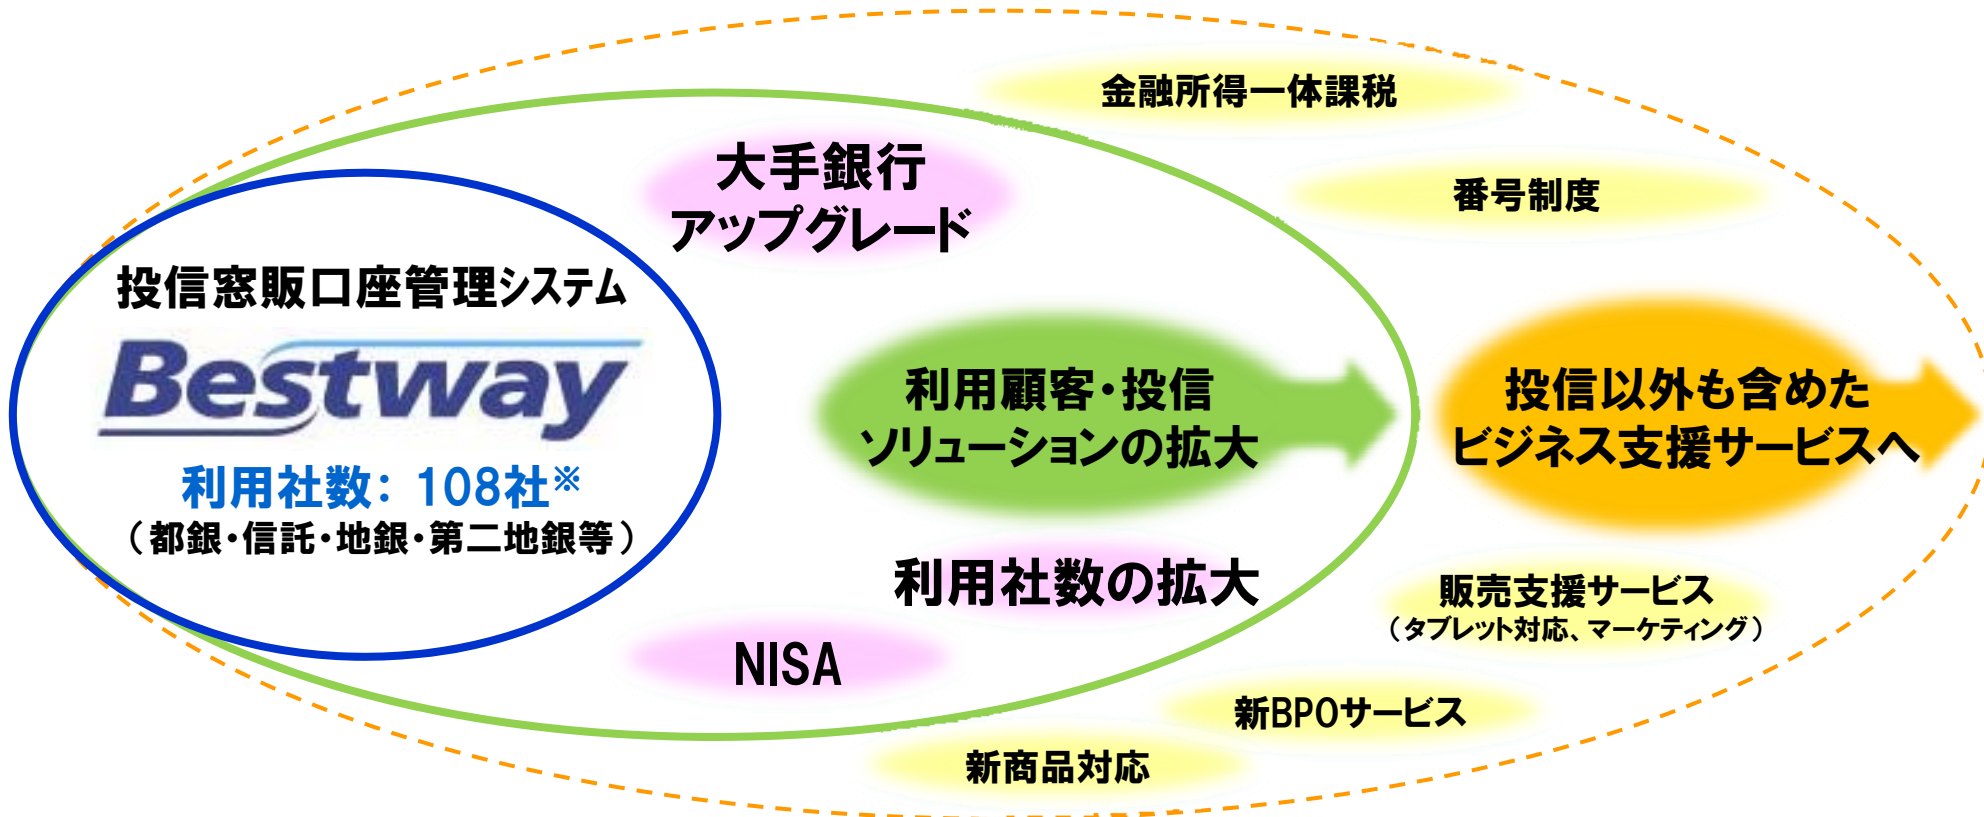 金融所得一体課税
大手銀行
アップグレード
番号制度
投信窓販口座管理システム
Bestway
利用社数： 108社※
（都銀・信託・地銀・第二地銀等）
利用顧客・投信
ソリューションの拡大
投信以外も含めた
ビジネス支援サービスへ
利用社数の拡大
販売支援サービス
（タブレット対応、マーケティング）
NISA
新BPOサービス
新商品対応